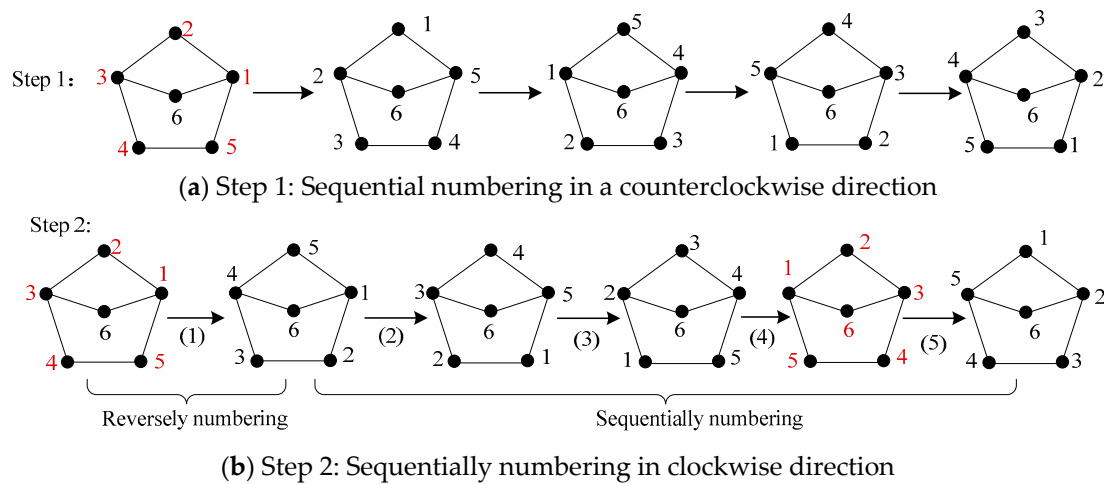 2 1 5 4 3
Step 1: 3 1 2 5 1 4 5 3 4 2
6 6 6 6 6
4 5 3 4 2 3 1 2 5 1
(a) Step 1: Sequential numbering in a counterclockwise direction
Step 2:
2 5 4 3 2 1
3 1 4 1 3 5 2 4 1 3 5 2
6 6 6 6 6 6
(1) (2) (3) (4) (5)
4 5 3 2 2 1 1 5 5 4 4 3
Reversely numbering Sequentially numbering
(b) Step 2: Sequentially numbering in clockwise direction